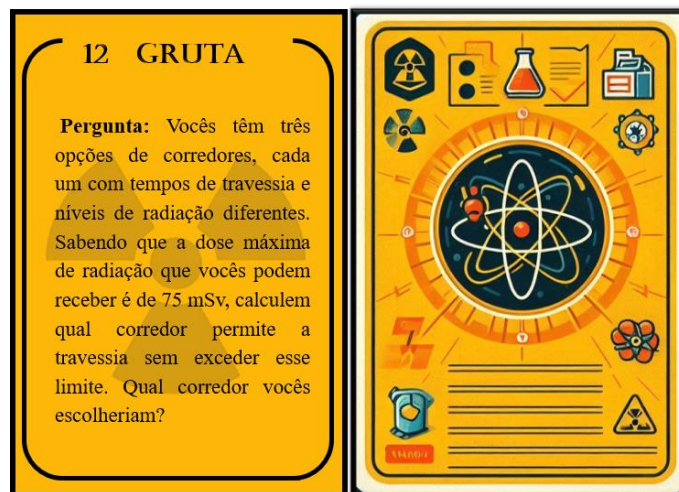 12 GRUTA
Pergunta: Vocês têm três
opções de corredores, cada
um com tempos de travessia e
níveis de radiação diferentes.
Sabendo que a dose máxima
de radiação que vocês podem
receber é de 75 mSv, calculem
qual corredor permite a
travessia sem exceder esse
limite. Qual corredor vocês
escolheriam?